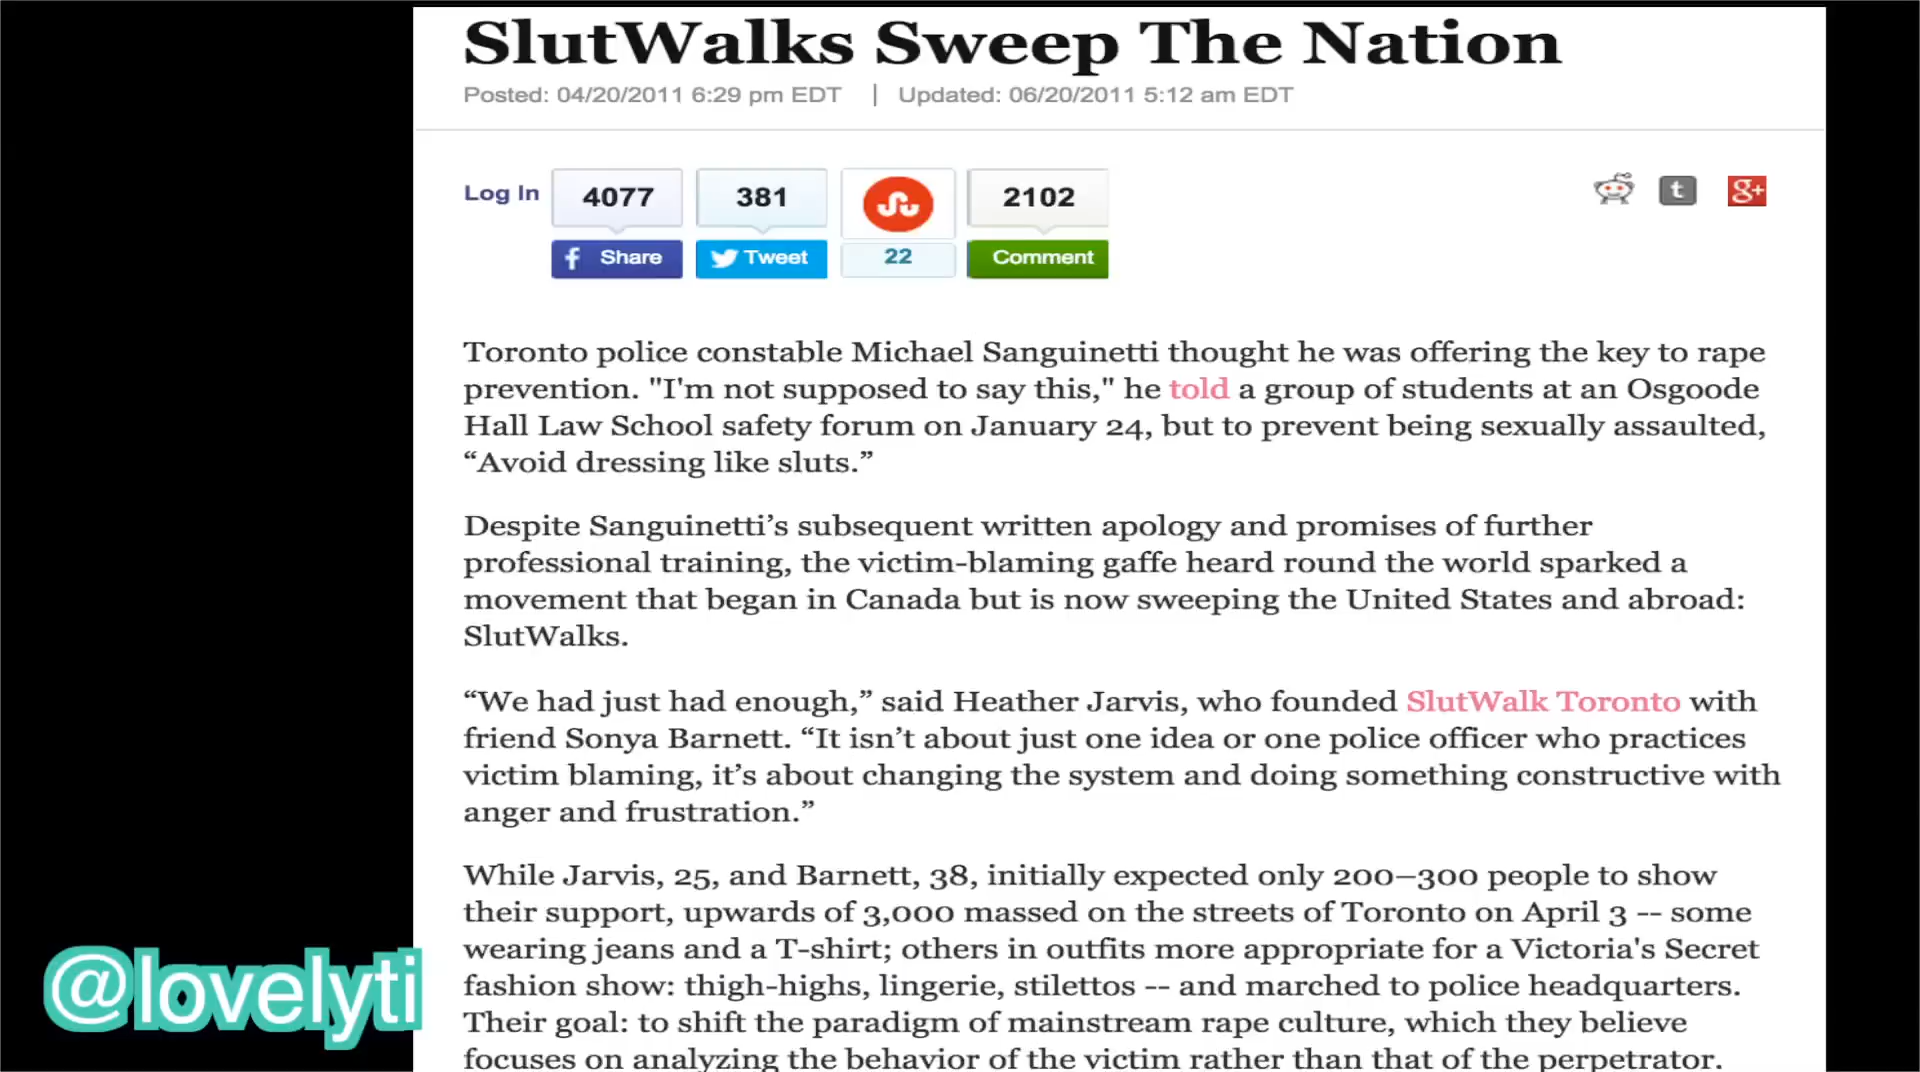 SlutWalks Sweep The Nation
Posted: 04/20/2011 6:29 pm EDT | Updated: 06/20/2011 5:12 am EDT
Log In 4077 381 2102
Share Tweet 22 Comment
t g+
Toronto police constable Michael Sanguinetti thought he was offering the key to rape
prevention. "I'm not supposed to say this," he told a group of students at an Osgoode
Hall Law School safety forum on January 24, but to prevent being sexually assaulted,
“Avoid dressing like sluts.”
Despite Sanguinetti’s subsequent written apology and promises of further
professional training, the victim-blaming gaffe heard round the world sparked a
movement that began in Canada but is now sweeping the United States and abroad:
SlutWalks.
“We had just had enough,” said Heather Jarvis, who founded SlutWalk Toronto with
friend Sonya Barnett. “It isn’t about just one idea or one police officer who practices
victim blaming, it’s about changing the system and doing something constructive with
anger and frustration.”
While Jarvis, 25, and Barnett, 38, initially expected only 200–300 people to show
their support, upwards of 3,000 massed on the streets of Toronto on April 3 -- some
wearing jeans and a T-shirt; others in outfits more appropriate for a Victoria's Secret
fashion show: thigh-highs, lingerie, stilettos -- and marched to police headquarters.
Their goal: to shift the paradigm of mainstream rape culture, which they believe
focuses on analyzing the behavior of the victim rather than that of the perpetrator.
@lovelyti